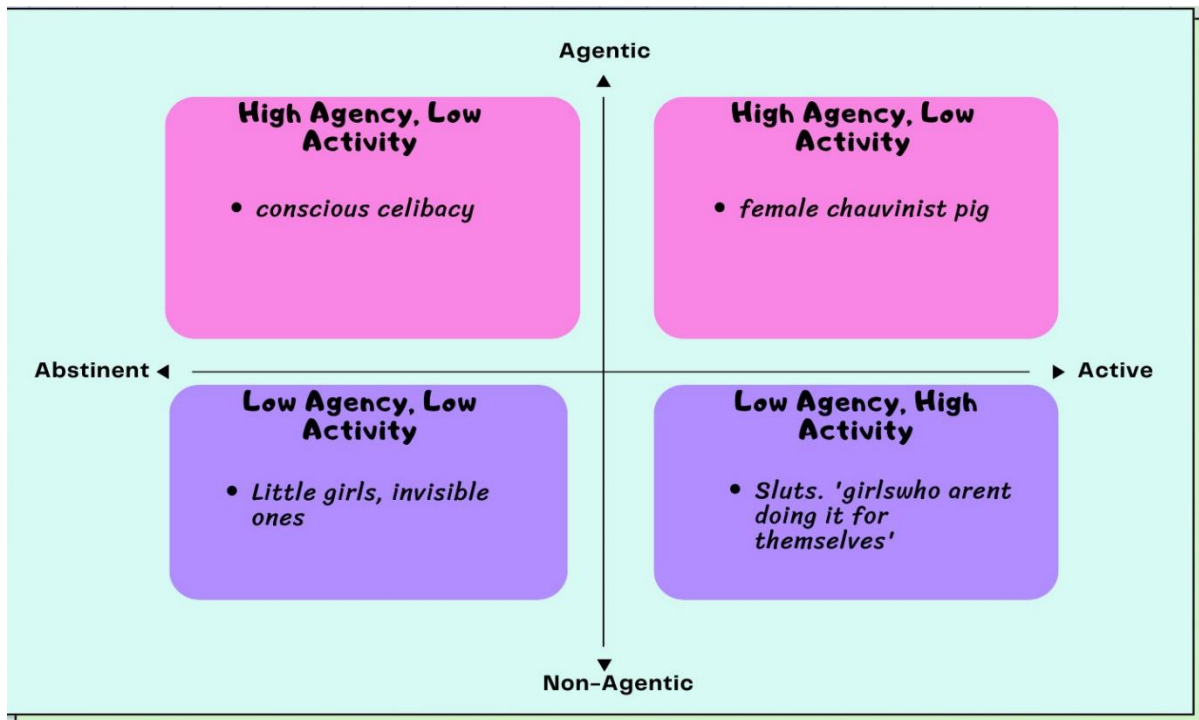 Agentic
High Agency, Low
Activity
• conscious celibacy
High Agency, Low
Activity
• female chauvinist pig
Abstinent
Active
Low Agency, Low
Activity
• Little girls, invisible
ones
Low Agency, High
Activity
• Sluts. 'girlswho arent
doing it for
themselves'
Non-Agentic